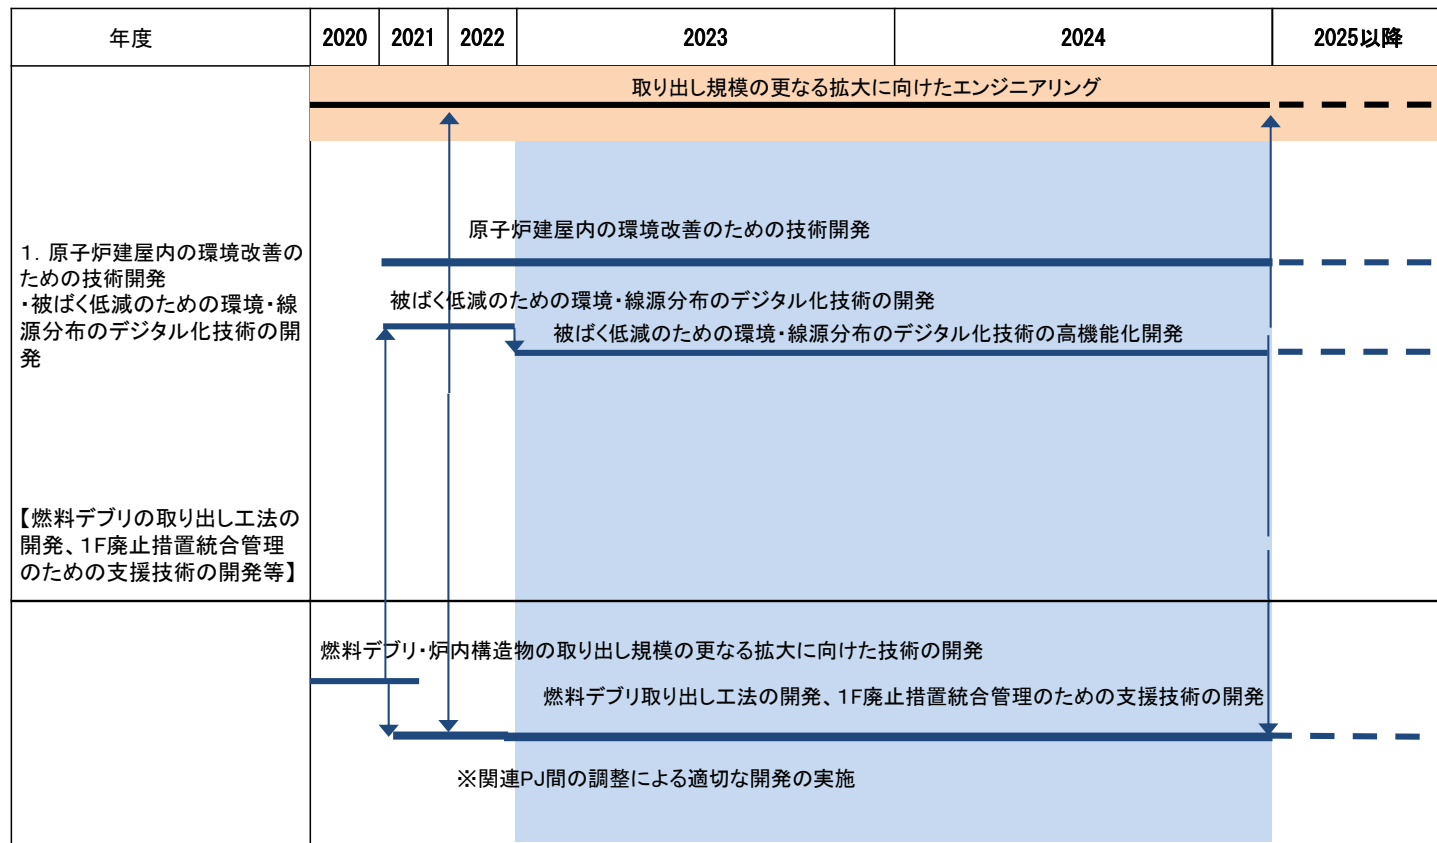 年度
2020
2021
2022
2023
2024
2025以降
取り出し規模の更なる拡大に向けたエンジニアリング
1．原子炉建屋内の環境改善の
ための技術開発
・被ばく低減のための環境・線
源分布のデジタル化技術の開
発
原子炉建屋内の環境改善のための技術開発
被ばく低減のための環境・線源分布のデジタル化技術の開発
被ばく低減のための環境・線源分布のデジタル化技術の高機能化開発
【燃料デブリの取り出し工法の
開発、1F廃止措置統合管理
のための支援技術の開発等】
燃料デブリ・炉内構造物の取り出し規模の更なる拡大に向けた技術の開発
燃料デブリ取り出し工法の開発、1F廃止措置統合管理のための支援技術の開発
※関連PJ間の調整による適切な開発の実施